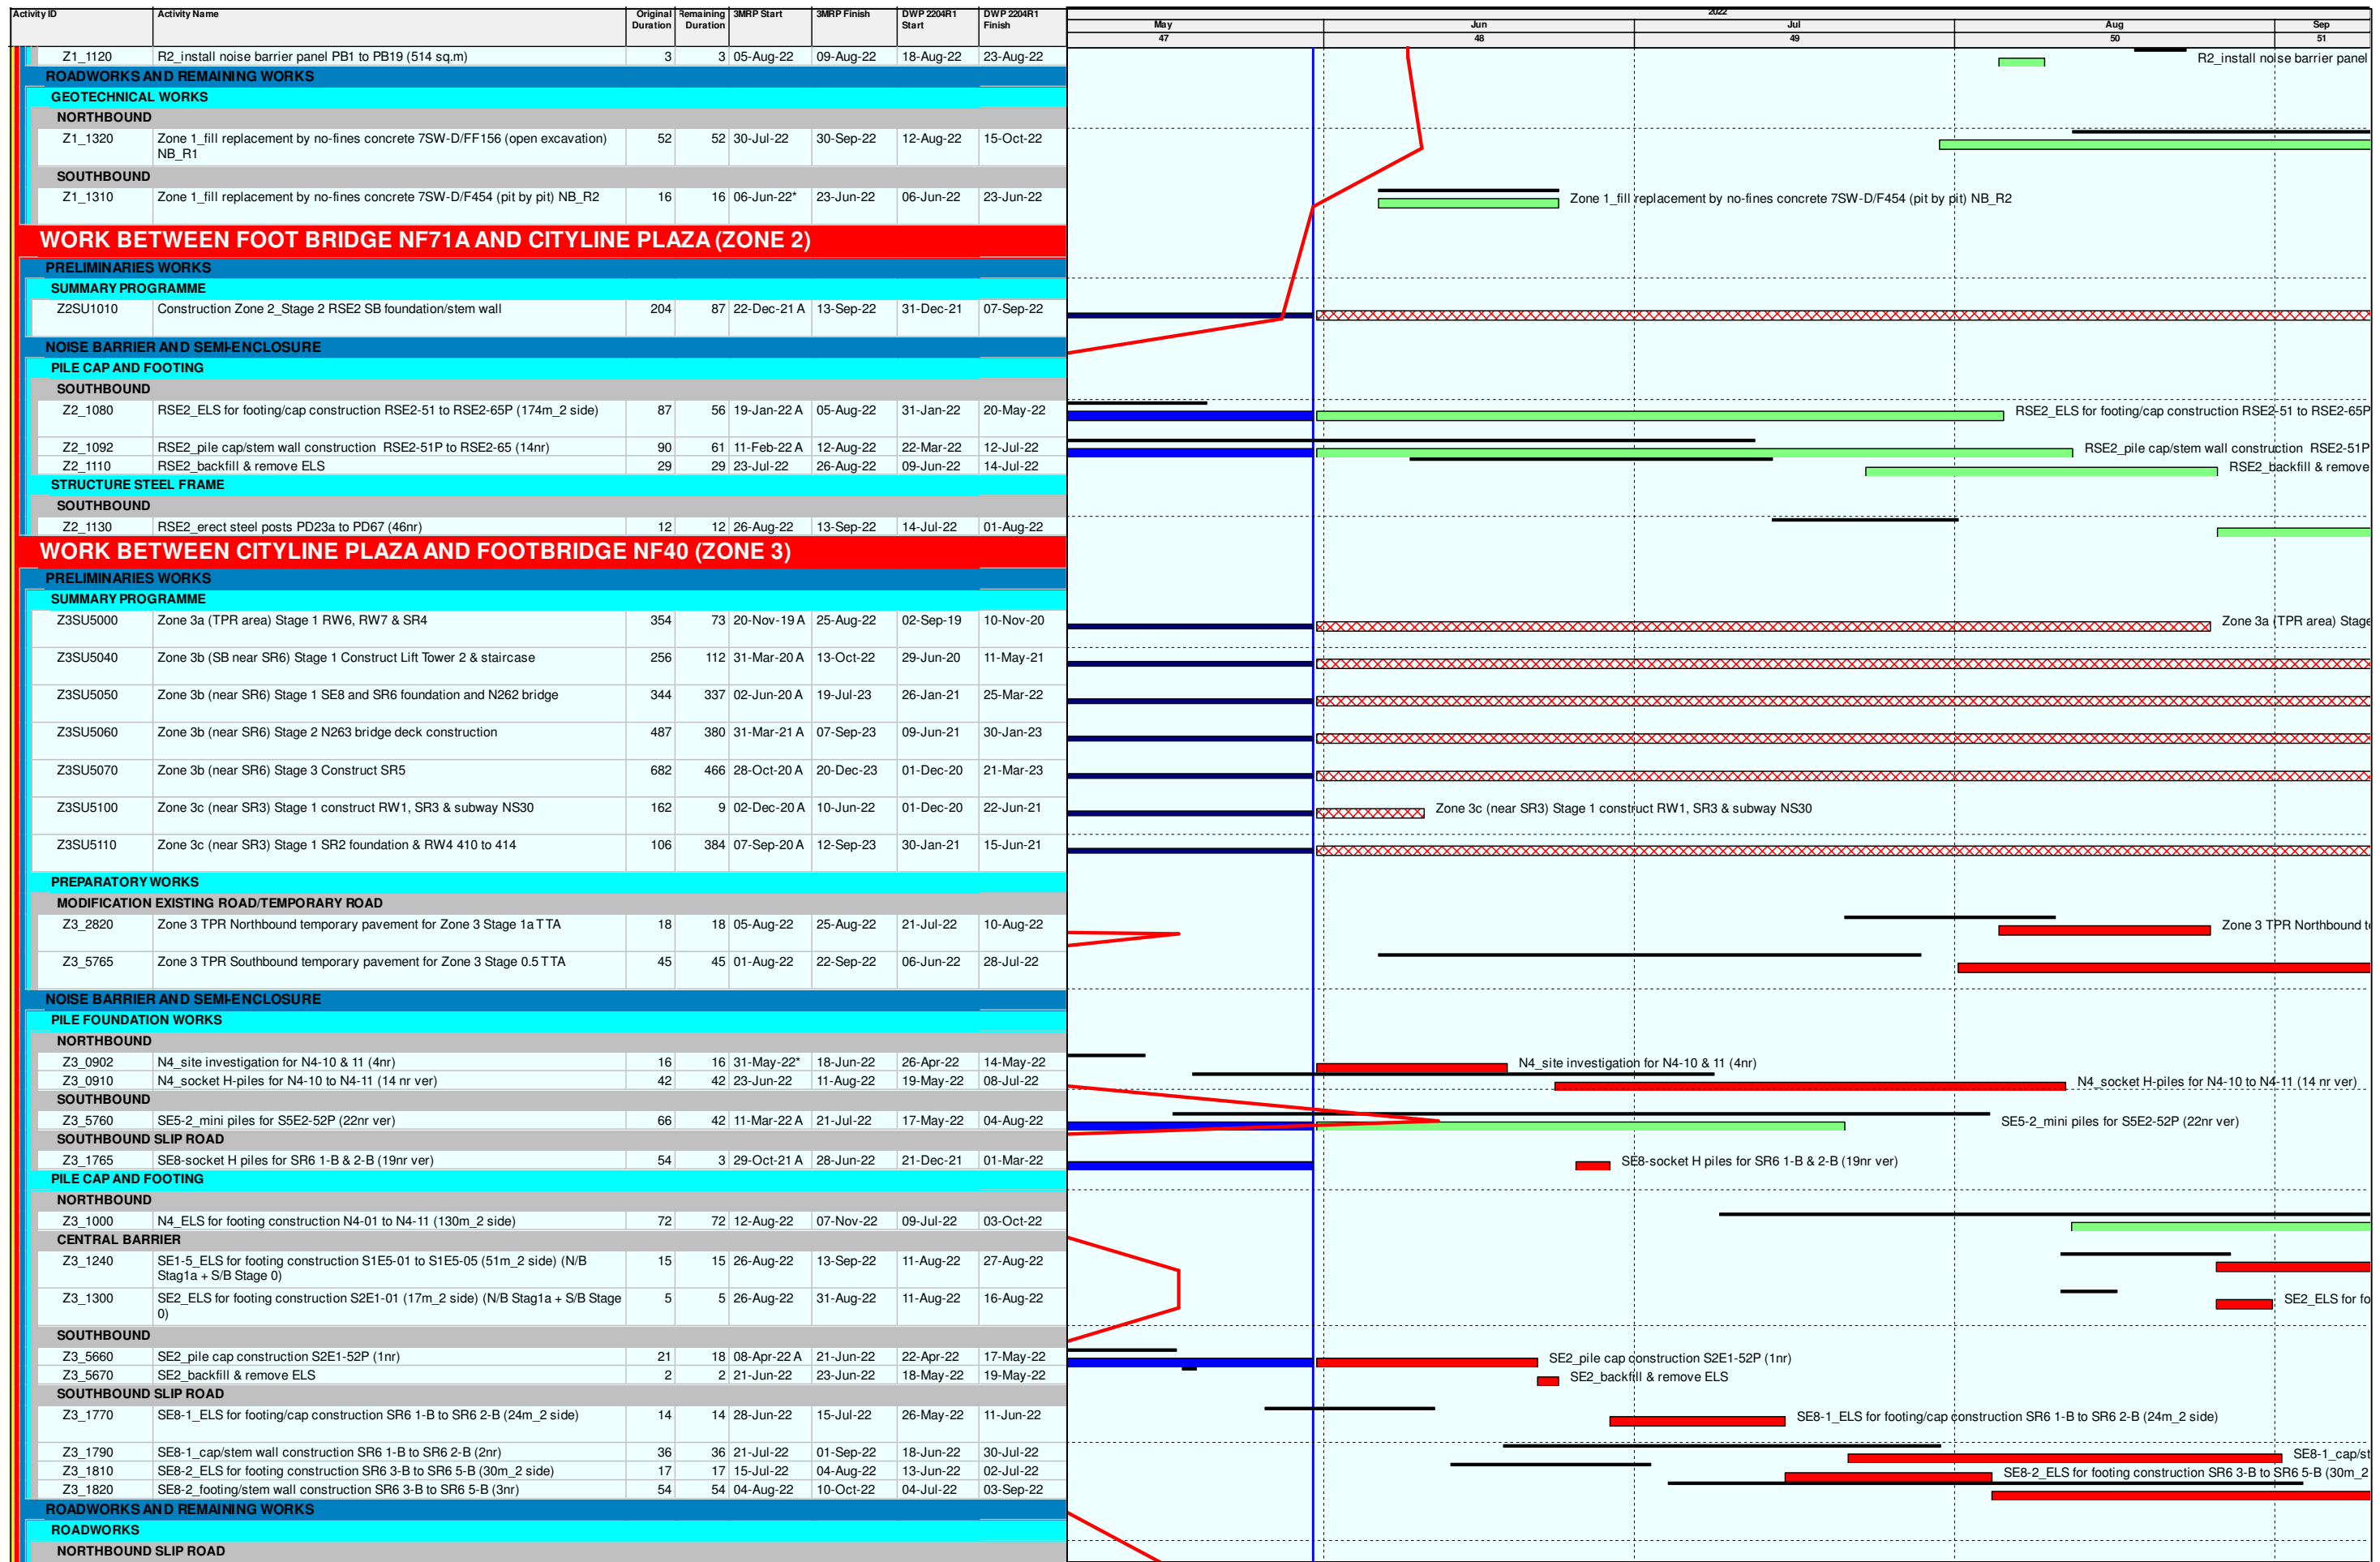 Activity ID Activity Name Original Duration Remaining Duration 3MRP Start 3MRP Finish DWP 2204R1 Start DWP 2204R1 Finish 2022
May Jun Jul Aug Sep
47 48 49 50 51
Z1_1120 R2_install noise barrier panel PB1 to PB19 (514 sq.m) 3 3 05-Aug-22 09-Aug-22 18-Aug-22 23-Aug-22 R2_install noise barrier panel
ROADWORKS AND REMAINING WORKS
GEOTECHNICAL WORKS
NORTHBOUND
Z1_1320 Zone 1_fill replacement by no-fines concrete 7SW-D/FF156 (open excavation) NB_R1 52 52 30-Jul-22 30-Sep-22 12-Aug-22 15-Oct-22
SOUTHBOUND
Z1_1310 Zone 1_fill replacement by no-fines concrete 7SW-D/F454 (pit by pit) NB_R2 16 16 06-Jun-22* 23-Jun-22 06-Jun-22 23-Jun-22 Zone 1_fill replacement by no-fines concrete 7SW-D/F454 (pit by pit) NB_R2
WORK BETWEEN FOOT BRIDGE NF71A AND CITYLINE PLAZA (ZONE 2)
PRELIMINARIES WORKS
SUMMARY PROGRAMME
Z2SU1010 Construction Zone 2_Stage 2 RSE2 SB foundation/stem wall 204 87 22-Dec-21 A 13-Sep-22 31-Dec-21 07-Sep-22
NOISE BARRIER AND SEMI-ENCLOSURE
PILE CAP AND FOOTING
SOUTHBOUND
Z2_1080 RSE2_ELS for footing/cap construction RSE2-51 to RSE2-65P (174m_2 side) 87 56 19-Jan-22 A 05-Aug-22 31-Jan-22 20-May-22 RSE2_ELS for footing/cap construction RSE2-51 to RSE2-65P
Z2_1092 RSE2_pile cap/stem wall construction RSE2-51P to RSE2-65 (14nr) 90 61 11-Feb-22 A 12-Aug-22 22-Mar-22 12-Jul-22 RSE2_pile cap/stem wall construction RSE2-51P
Z2_1110 RSE2_backfill & remove ELS 29 29 23-Jul-22 26-Aug-22 09-Jun-22 14-Jul-22 RSE2_backfill & remove
STRUCTURE STEEL FRAME
SOUTHBOUND
Z2_1130 RSE2_erect steel posts PD23a to PD67 (46nr) 12 12 26-Aug-22 13-Sep-22 14-Jul-22 01-Aug-22
WORK BETWEEN CITYLINE PLAZA AND FOOTBRIDGE NF40 (ZONE 3)
PRELIMINARIES WORKS
SUMMARY PROGRAMME
Z3SU5000 Zone 3a (TPR area) Stage 1 RW6, RW7 & SR4 354 73 20-Nov-19 A 25-Aug-22 02-Sep-19 10-Nov-20 Zone 3a (TPR area) Stage
Z3SU5040 Zone 3b (SB near SR6) Stage 1 Construct Lift Tower 2 & staircase 256 112 31-Mar-20 A 13-Oct-22 29-Jun-20 11-May-21
Z3SU5050 Zone 3b (near SR6) Stage 1 SE8 and SR6 foundation and N262 bridge 344 337 02-Jun-20 A 19-Jul-23 26-Jan-21 25-Mar-22
Z3SU5060 Zone 3b (near SR6) Stage 2 N263 bridge deck construction 487 380 31-Mar-21 A 07-Sep-23 09-Jun-21 30-Jan-23
Z3SU5070 Zone 3b (near SR6) Stage 3 Construct SR5 682 466 28-Oct-20 A 20-Dec-23 01-Dec-20 21-Mar-23
Z3SU5100 Zone 3c (near SR3) Stage 1 construct RW1, SR3 & subway NS30 162 9 02-Dec-20 A 10-Jun-22 01-Dec-20 22-Jun-21 Zone 3c (near SR3) Stage 1 construct RW1, SR3 & subway NS30
Z3SU5110 Zone 3c (near SR3) Stage 1 SR2 foundation & RW4 410 to 414 106 384 07-Sep-20 A 12-Sep-23 30-Jan-21 15-Jun-21
PREPARATORY WORKS
MODIFICATION EXISTING ROAD/TEMPORARY ROAD
Z3_2820 Zone 3 TPR Northbound temporary pavement for Zone 3 Stage 1a TTA 18 18 05-Aug-22 25-Aug-22 21-Jul-22 10-Aug-22 Zone 3 TPR Northbound te
Z3_5765 Zone 3 TPR Southbound temporary pavement for Zone 3 Stage 0.5 TTA 45 45 01-Aug-22 22-Sep-22 06-Jun-22 28-Jul-22
NOISE BARRIER AND SEMI-ENCLOSURE
PILE FOUNDATION WORKS
NORTHBOUND
Z3_0902 N4_site investigation for N4-10 & 11 (4nr) 16 16 31-May-22* 18-Jun-22 26-Apr-22 14-May-22 N4_site investigation for N4-10 & 11 (4nr)
Z3_0910 N4_socket H-piles for N4-10 to N4-11 (14 nr ver) 42 42 23-Jun-22 11-Aug-22 19-May-22 08-Jul-22 N4_socket H-piles for N4-10 to N4-11 (14 nr ver)
SOUTHBOUND
Z3_5760 SE5-2_mini piles for S5E2-52P (22nr ver) 66 42 11-Mar-22 A 21-Jul-22 17-May-22 04-Aug-22 SE5-2_mini piles for S5E2-52P (22nr ver)
SOUTHBOUND SLIP ROAD
Z3_1765 SE8-socket H piles for SR6 1-B & 2-B (19nr ver) 54 3 29-Oct-21 A 28-Jun-22 21-Dec-21 01-Mar-22 SE8-socket H piles for SR6 1-B & 2-B (19nr ver)
PILE CAP AND FOOTING
NORTHBOUND
Z3_1000 N4_ELS for footing construction N4-01 to N4-11 (130m_2 side) 72 72 12-Aug-22 07-Nov-22 09-Jul-22 03-Oct-22
CENTRAL BARRIER
Z3_1240 SE1-5_ELS for footing construction S1E5-01 to S1E5-05 (51m_2 side) (N/B Stag1a + S/B Stage 0) 15 15 26-Aug-22 13-Sep-22 11-Aug-22 27-Aug-22
Z3_1300 SE2_ELS for footing construction S2E1-01 (17m_2 side) (N/B Stag1a + S/B Stage 0) 5 5 26-Aug-22 31-Aug-22 11-Aug-22 16-Aug-22 SE2_ELS for fo
SOUTHBOUND
Z3_5660 SE2_pile cap construction S2E1-52P (1nr) 21 18 08-Apr-22 A 21-Jun-22 22-Apr-22 17-May-22 SE2_pile cap construction S2E1-52P (1nr)
Z3_5670 SE2_backfill & remove ELS 2 2 21-Jun-22 23-Jun-22 18-May-22 19-May-22 SE2_backfill & remove ELS
SOUTHBOUND SLIP ROAD
Z3_1770 SE8-1_ELS for footing/cap construction SR6 1-B to SR6 2-B (24m_2 side) 14 14 28-Jun-22 15-Jul-22 26-May-22 11-Jun-22 SE8-1_ELS for footing/cap construction SR6 1-B to SR6 2-B (24m_2 side)
Z3_1790 SE8-1_cap/stem wall construction SR6 1-B to SR6 2-B (2nr) 36 36 21-Jul-22 01-Sep-22 18-Jun-22 30-Jul-22 SE8-1_cap/st
Z3_1810 SE8-2_ELS for footing construction SR6 3-B to SR6 5-B (30m_2 side) 17 17 15-Jul-22 04-Aug-22 13-Jun-22 02-Jul-22 SE8-2_ELS for footing construction SR6 3-B to SR6 5-B (30m_2
Z3_1820 SE8-2_footing/stem wall construction SR6 3-B to SR6 5-B (3nr) 54 54 04-Aug-22 10-Oct-22 04-Jul-22 03-Sep-22
ROADWORKS AND REMAINING WORKS
ROADWORKS
NORTHBOUND SLIP ROAD